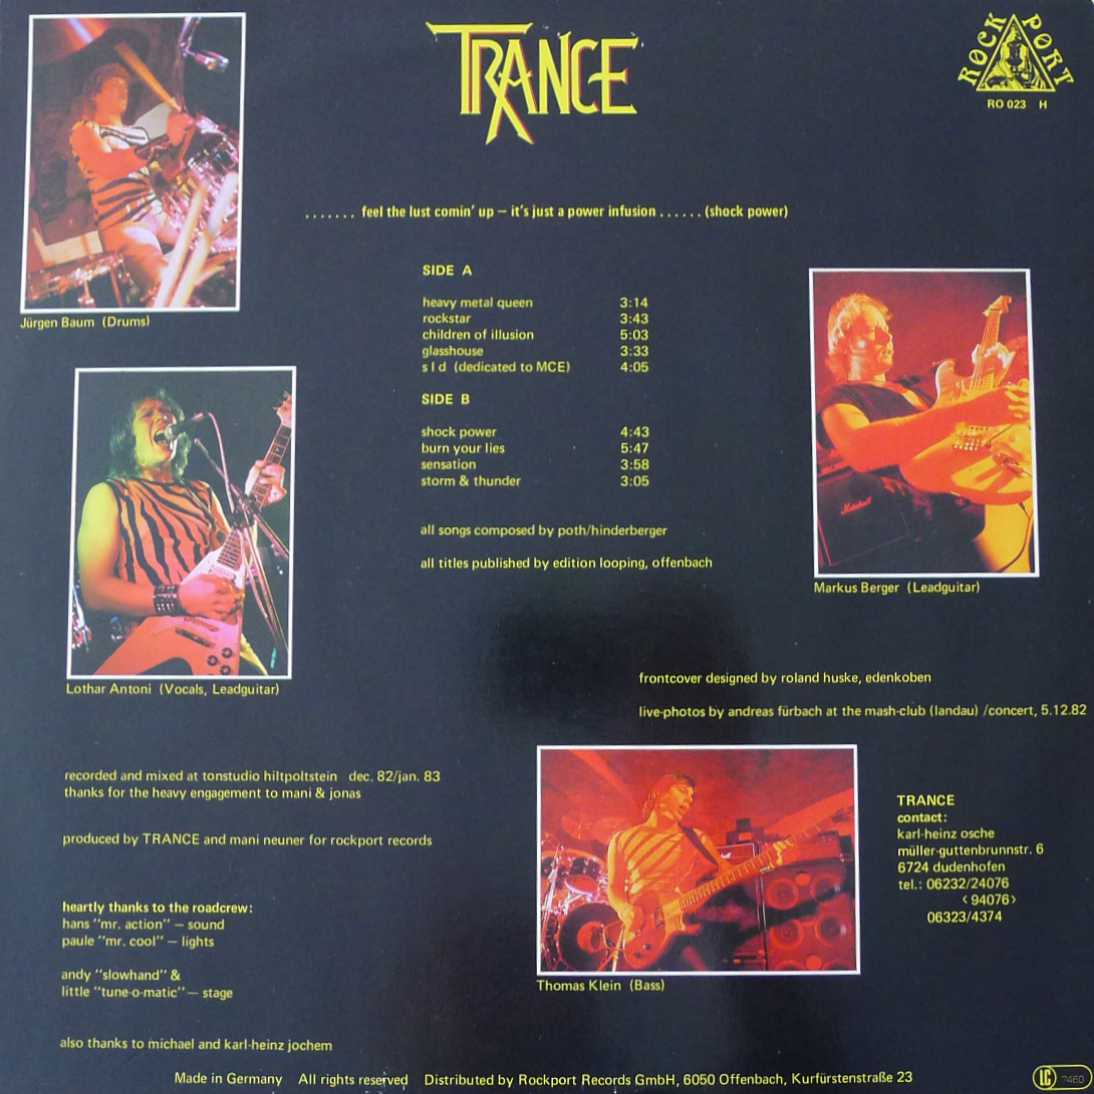 TRANCE
ROCK PORT
RO 023 H
. . . . . . . feel the lust comin' up – it's just a power infusion . . . . . . (shock power)
Jürgen Baum (Drums)
SIDE A
heavy metal queen 3:14
rockstar 3:43
children of illusion 5:03
glasshouse 3:33
s l d (dedicated to MCE) 4:05
SIDE B
shock power 4:43
burn your lies 5:47
sensation 3:58
storm & thunder 3:05
all songs composed by poth/hinderberger
all titles published by edition looping, offenbach
Marshall
Markus Berger (Leadguitar)
Lothar Antoni (Vocals, Leadguitar)
frontcover designed by roland huske, edenkoben
live-photos by andreas fürbach at the mash-club (landau) /concert, 5.12.82
recorded and mixed at tonstudio hiltpoltstein dec. 82/jan. 83
thanks for the heavy engagement to mani & jonas
produced by TRANCE and mani neuner for rockport records
heartly thanks to the roadcrew:
hans "mr. action" – sound
paule "mr. cool" – lights
andy "slowhand" &
little "tune-o-matic" – stage
also thanks to michael and karl-heinz jochem
Thomas Klein (Bass)
TRANCE
contact:
karl-heinz osche
müller-guttenbrunnstr. 6
6724 dudenhofen
tel.: 06232/24076
‹ 94076›
06323/4374
Made in Germany All rights reserved Distributed by Rockport Records GmbH, 6050 Offenbach, Kurfürstenstraße 23
LC 7460